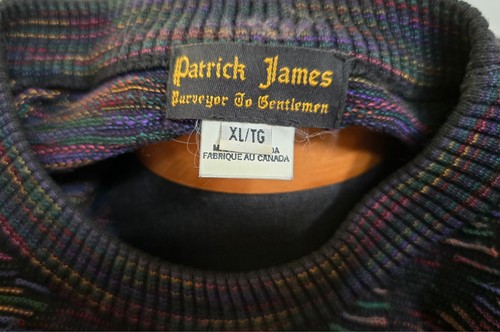 Patrick James
Purveyor To Gentlemen
XL/TG
FABRIQUE AU CANADA